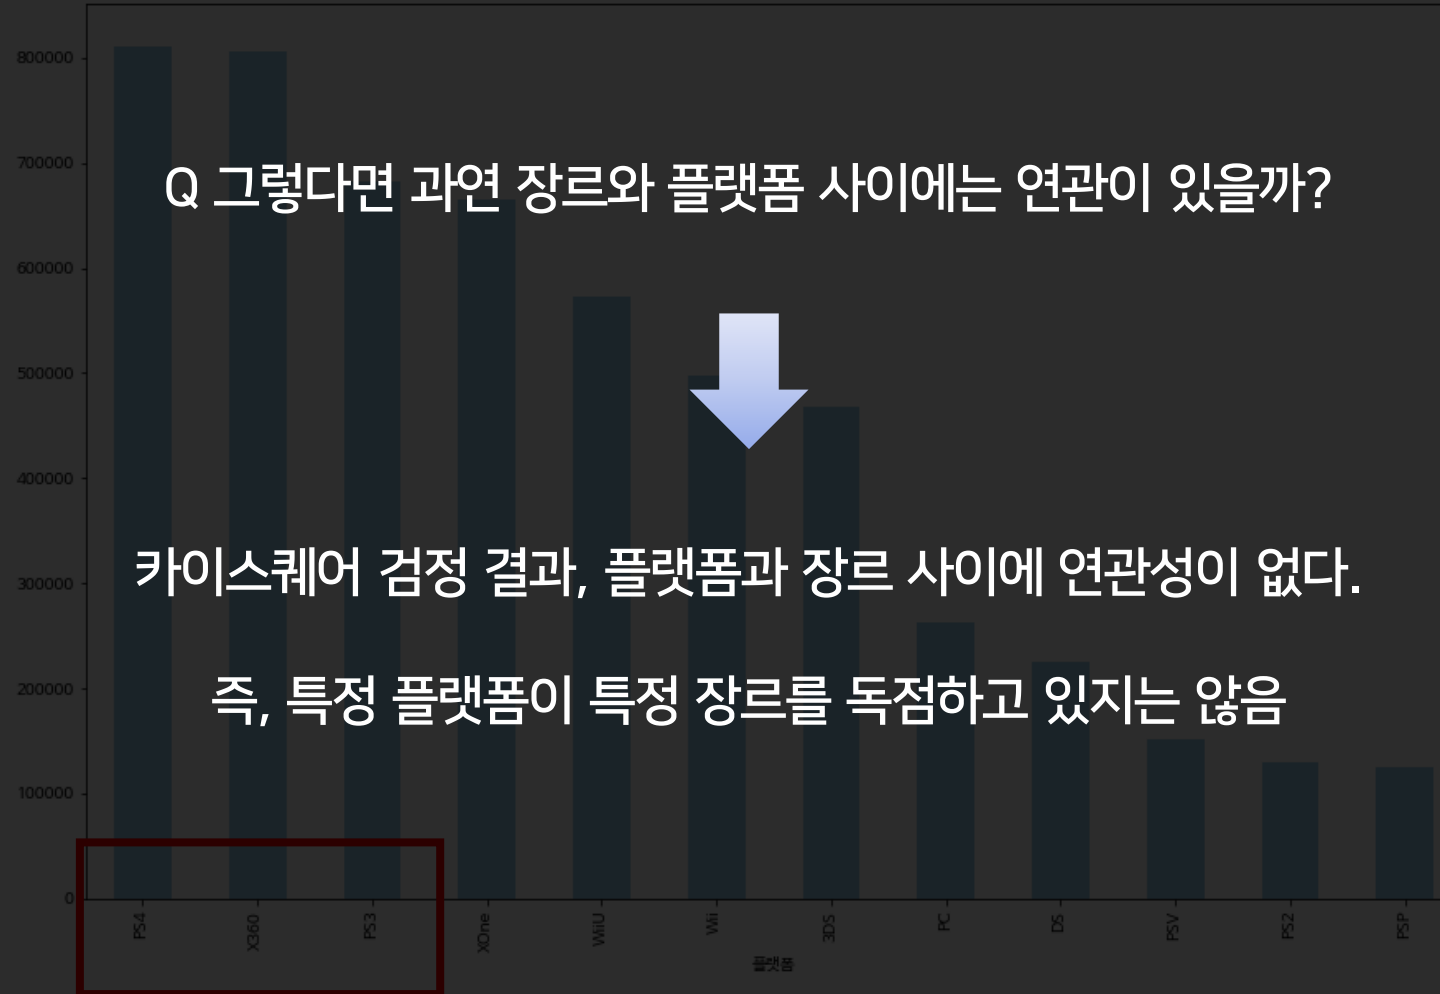 800000
700000
Q 그렇다면 과연 장르와 플랫폼 사이에는 연관이 있을까?
600000
500000
400000
300000
카이스퀘어 검정 결과, 플랫폼과 장르 사이에 연관성이 없다.
200000
즉, 특정 플랫폼이 특정 장르를 독점하고 있지는 않음
100000
0
PS4
X360
PS3
XOne
WiiU
Wii
3DS
PC
DS
PSV
PS2
PSP
플랫폼